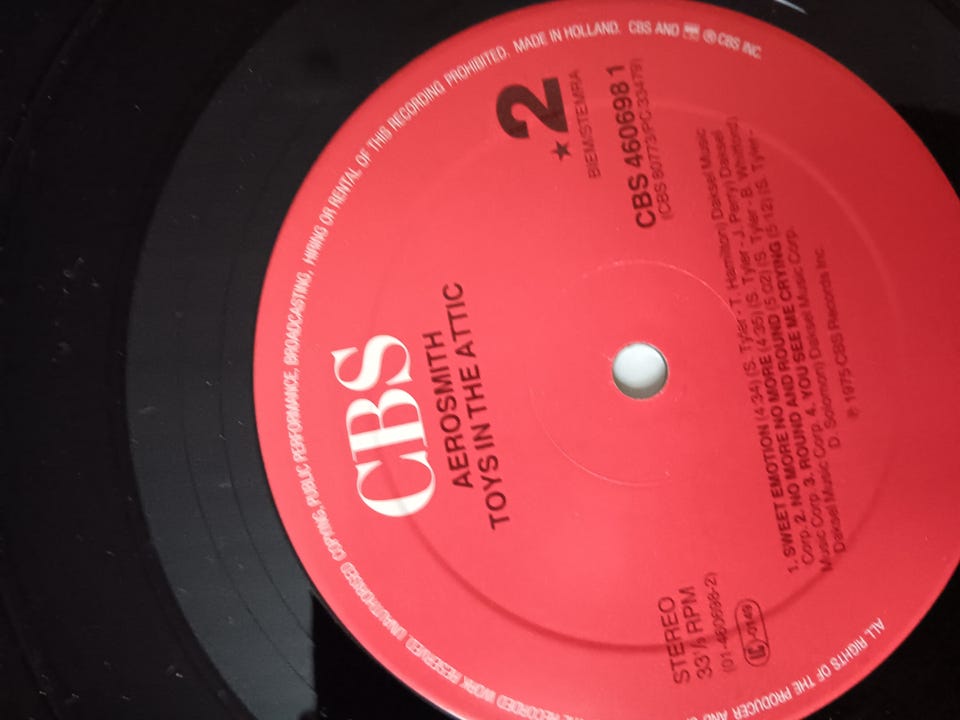 CBS
AEROSMITH
TOYS IN THE ATTIC
STEREO
33⅓ RPM
(01-460698-2)
LC-0149
2
★
BIEM/STEMRA
CBS 460698 1
(CBS 80773/PC 33479)
1. SWEET EMOTION (4:34) (S. Tyler - T. Hamilton) Daksel Music
Corp. 2. NO MORE NO MORE (4:35) (S. Tyler - J. Perry) Daksel
Music Corp. 3. ROUND AND ROUND (5:02) (S. Tyler - B. Whitford)
Daksel Music Corp. 4. YOU SEE ME CRYING (5:12) (S. Tyler -
D. Solomon) Daksel Music Corp.
℗ 1975 CBS Records Inc.
ALL RIGHTS OF THE PRODUCER AND RECORDED WORK RESERVED. UNAUTHORISED COPYING, PUBLIC PERFORMANCE, BROADCASTING, HIRING OR RENTAL OF THIS RECORDING PROHIBITED. MADE IN HOLLAND. CBS AND ® CBS INC